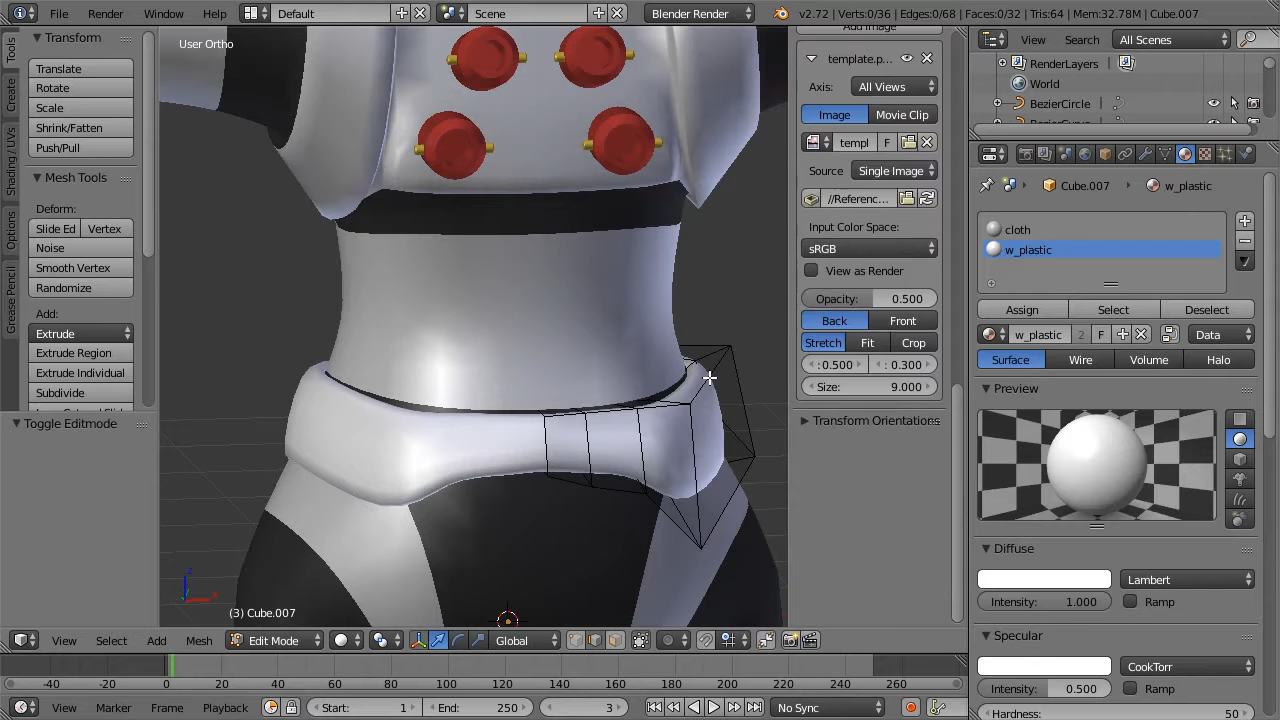 File
Render
Window
Help
Default
Scene
Blender Render
v2.72 | Verts:0/36 | Edges:0/68 | Faces:0/32 | Tris:64 | Mem:32.78M | Cube.007
Tools
Create
Shading / UVs
Options
Grease Pencil
Transform
Translate
Rotate
Scale
Shrink/Fatten
Push/Pull
Mesh Tools
Deform:
Slide Ed
Vertex
Noise
Smooth Vertex
Randomize
Add:
Extrude
Extrude Region
Extrude Individual
Subdivide
Toggle Editmode
User Ortho
(3) Cube.007
z
x
Add Image
template.p...
Axis:
All Views
Image
Movie Clip
templ
F
Source
Single Image
//Referenc...
Input Color Space:
sRGB
View as Render
Opacity:
0.500
Back
Front
Stretch
Fit
Crop
:0.500
: 0.300
Size:
9.000
Transform Orientations
View
Search
All Scenes
RenderLayers
World
BezierCircle
Cube.007
w_plastic
cloth
w_plastic
Assign
Select
Deselect
w_plastic
2
F
Data
Surface
Wire
Volume
Halo
Preview
Diffuse
Lambert
Intensity:
1.000
Ramp
Specular
CookTorr
Intensity:
0.500
Ramp
Hardness:
50
View
Select
Add
Mesh
Edit Mode
Global
-40
-20
0
20
40
60
80
100
120
140
160
180
200
220
240
260
View
Marker
Frame
Playback
Start:
1
End:
250
3
No Sync